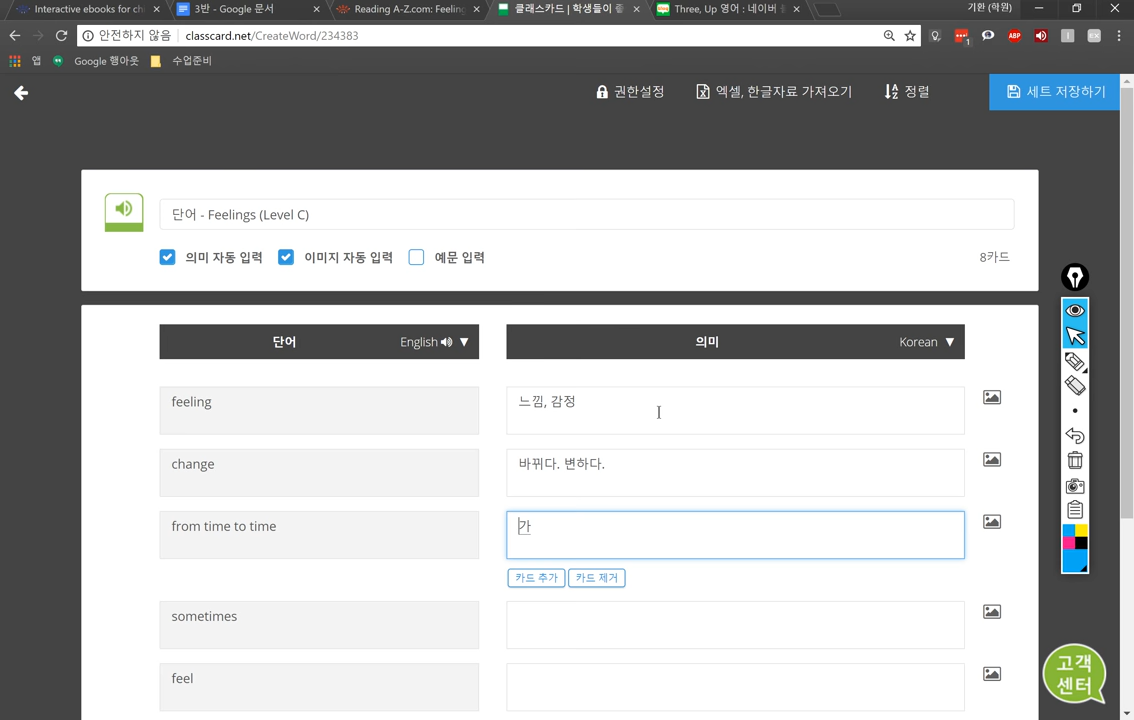 Interactive ebooks for ch
3반 - Google 문서
Reading A-Z.com: Feeling
클래스카드 | 학생들이 좋
Three, Up 영어 : 네이버
기환 (학원)
안전하지 않음 classcard.net/CreateWord/234383
앱 Google 행아웃 수업준비
권한설정 엑셀, 한글자료 가져오기 정렬 세트 저장하기
단어 - Feelings (Level C)
의미 자동 입력 이미지 자동 입력 예문 입력 8카드
단어 English ▼ 의미 Korean ▼
feeling 느낌, 감정
change 바뀌다. 변하다.
from time to time 가
카드 추가 카드 제거
sometimes
feel
고객
센터